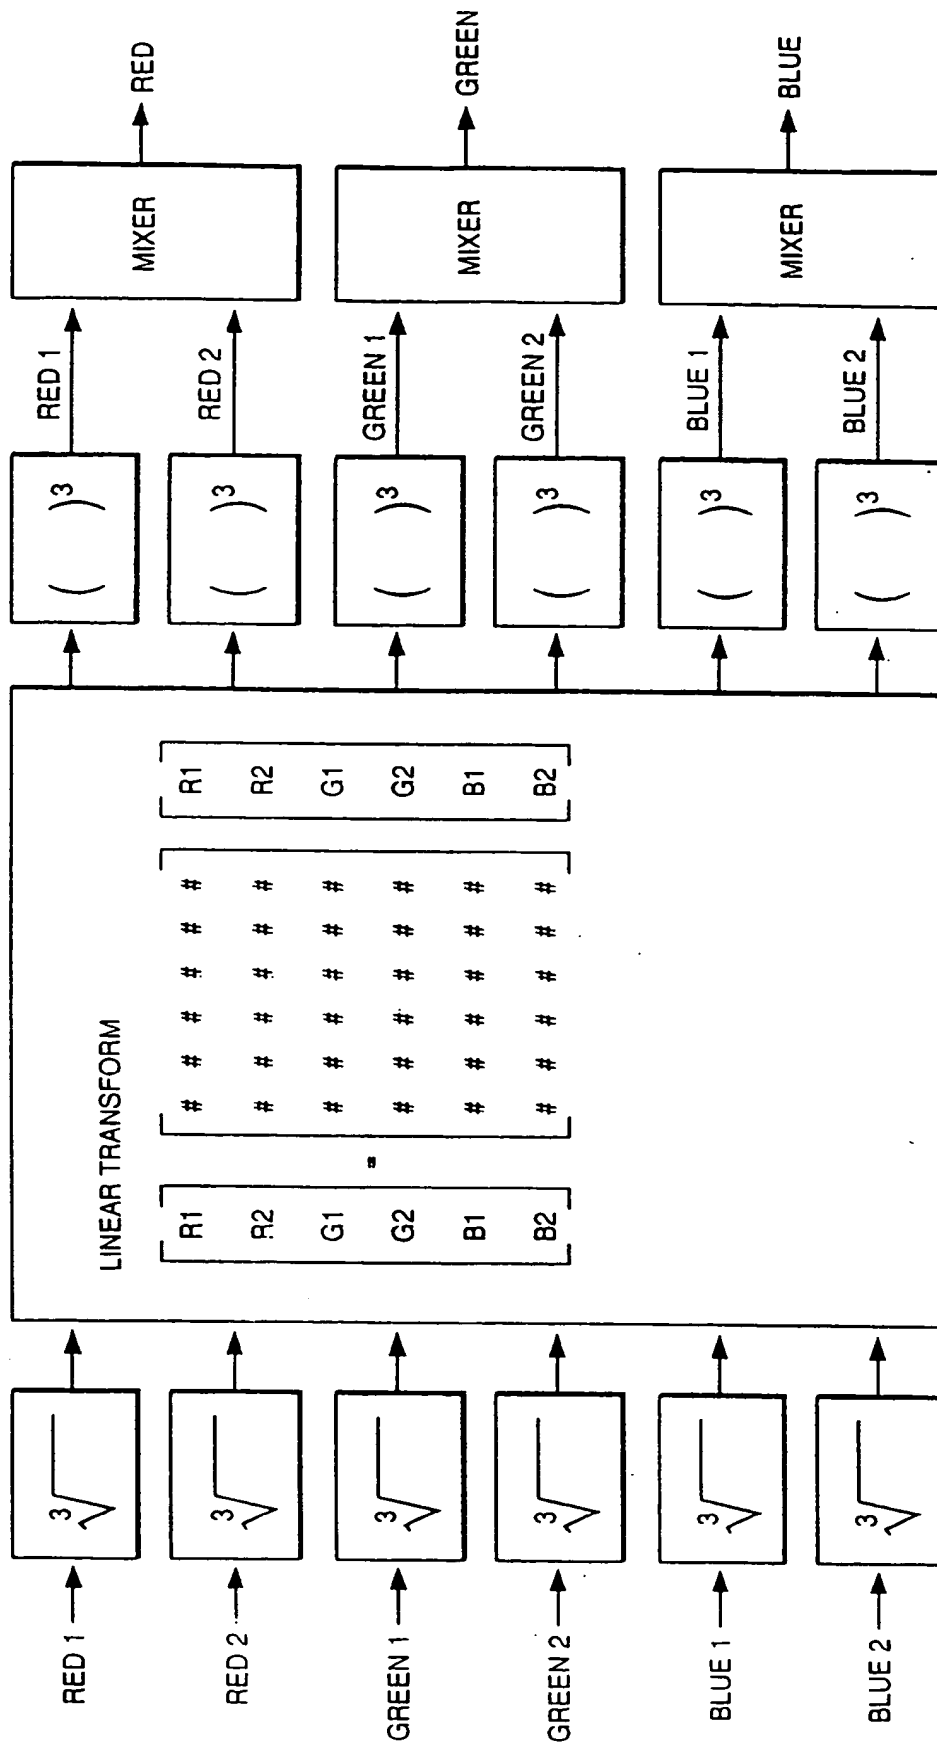 RED 1
RED 2
GREEN 1
GREEN 2
BLUE 1
BLUE 2
3√
3√
3√
3√
3√
3√
LINEAR TRANSFORM
R1 # # # # # # R1
R2 # # # # # # R2
G1 = # # # # # # G1
G2 # # # # # # G2
B1 # # # # # # B1
B2 # # # # # # B2
( )3
( )3
( )3
( )3
( )3
( )3
RED 1
RED 2
GREEN 1
GREEN 2
BLUE 1
BLUE 2
MIXER
MIXER
MIXER
RED
GREEN
BLUE